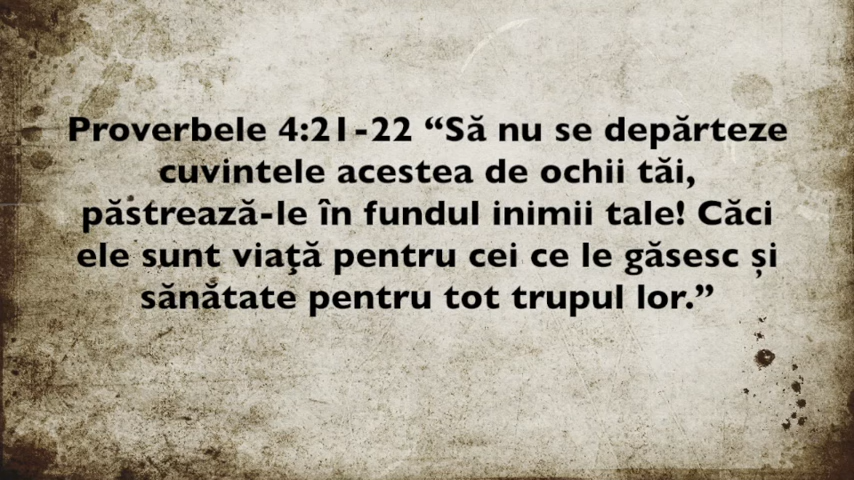 Proverbele 4:21-22 “Să nu se depărteze
cuvintele acestea de ochii tăi,
păstrează-le în fundul inimii tale! Căci
ele sunt viaţă pentru cei ce le găsesc și
sănătate pentru tot trupul lor.”